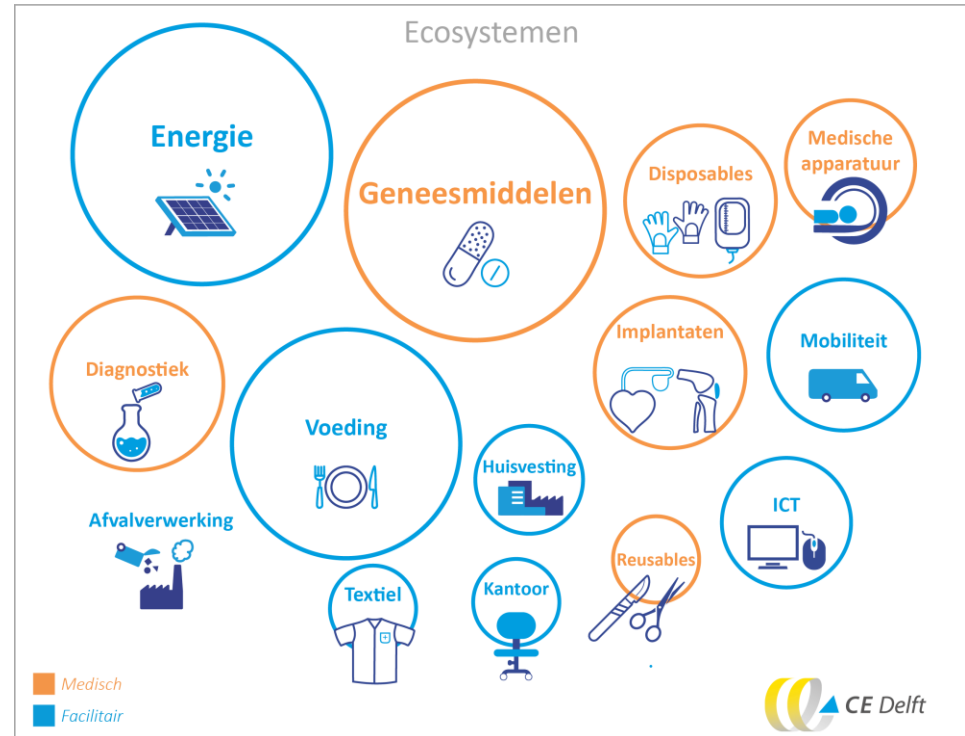 Ecosystemen
Energie
Geneesmiddelen
Disposables
Medische
apparatuur
Diagnostiek
Voeding
Implantaten
Mobiliteit
Huisvesting
Afvalverwerking
ICT
Reusables
Textiel
Kantoor
Medisch
Facilitair
CE Delft